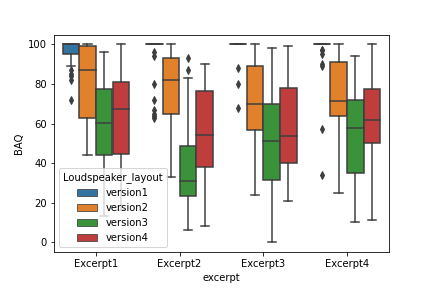 100
80
60
40
20
0
BAQ
Loudspeaker_layout
version1
version2
version3
version4
Excerpt1 Excerpt2 Excerpt3 Excerpt4
excerpt